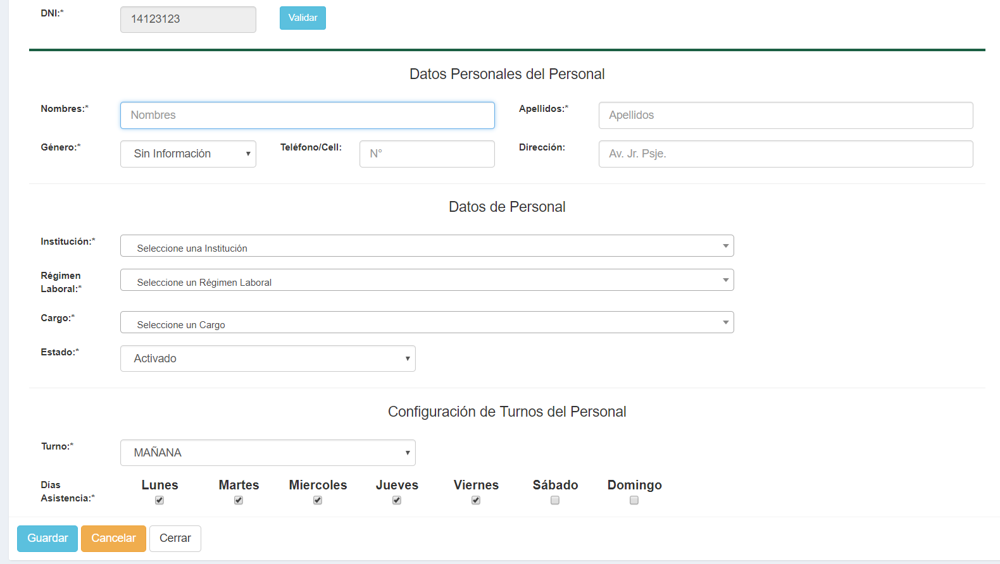 DNI:* 14123123 Validar
Datos Personales del Personal
Nombres:* Nombres Apellidos:* Apellidos
Género:* Sin Información Teléfono/Cell: N° Dirección: Av. Jr. Psje.
Datos de Personal
Institución:* Seleccione una Institución
Régimen
Laboral:* Seleccione un Régimen Laboral
Cargo:* Seleccione un Cargo
Estado:* Activado
Configuración de Turnos del Personal
Turno:* MAÑANA
Días
Asistencia:* Lunes Martes Miercoles Jueves Viernes Sábado Domingo
Guardar Cancelar Cerrar